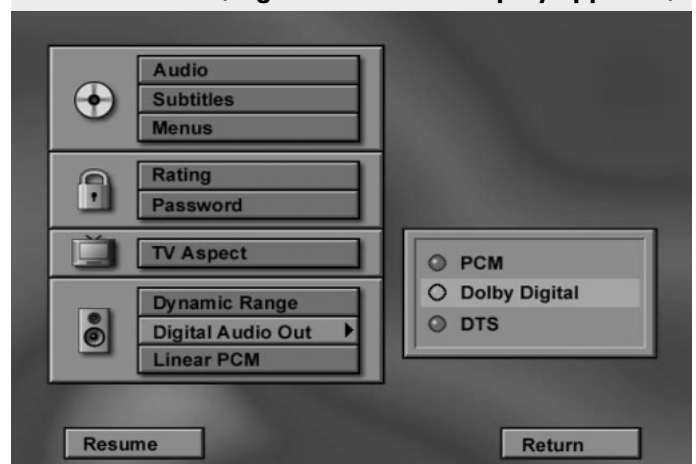 Audio
Subtitles
Menus
Rating
Password
TV Aspect
Dynamic Range
Digital Audio Out
Linear PCM
PCM
Dolby Digital
DTS
Resume
Return